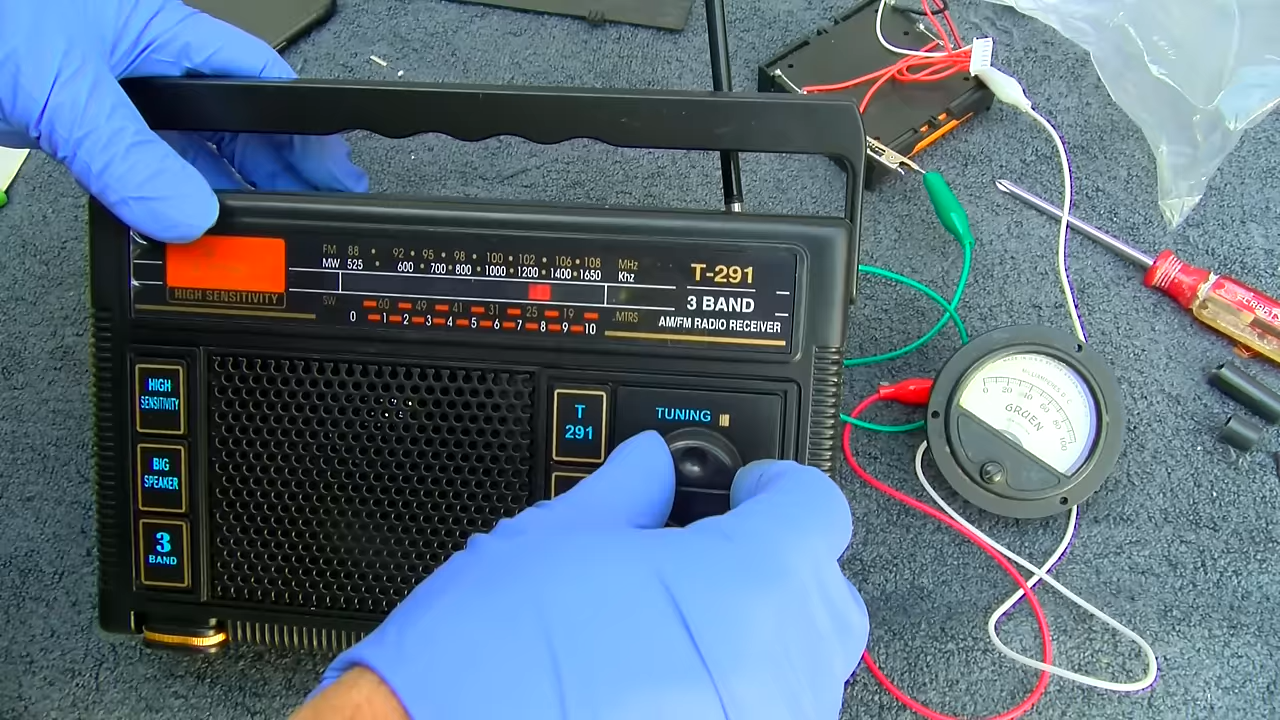 FM 88 • 92 • 95 • 98 • 100 • 102 • 106 • 108 MHz
MW 525 600 • 700 • 800 • 1000 • 1200 • 1400 • 1650 Khz
SW 60 49 41 31 25 19 MTRS
0 1 2 3 4 5 6 7 8 9 10
HIGH SENSITIVITY
T-291
3 BAND
AM/FM RADIO RECEIVER
HIGH
SENSITIVITY
BIG
SPEAKER
3
BAND
T
291
TUNING
MILLIAMPERES D.C.
0 20 40 60 80 100
GRUEN